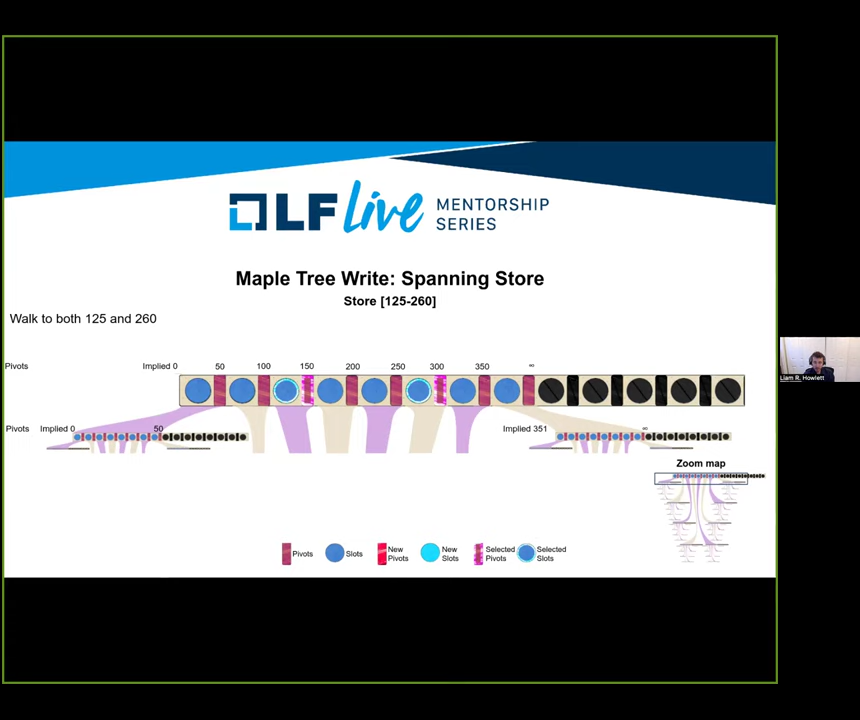 LF Live MENTORSHIP SERIES
Maple Tree Write: Spanning Store
Store [125-260]
Walk to both 125 and 260
Pivots Implied 0 50 100 150 200 250 300 350 ∞
Pivots Implied 0 50 Implied 351 ∞
Zoom map
Pivots Slots New Pivots New Slots Selected Pivots Selected Slots
Liam R. Howlett